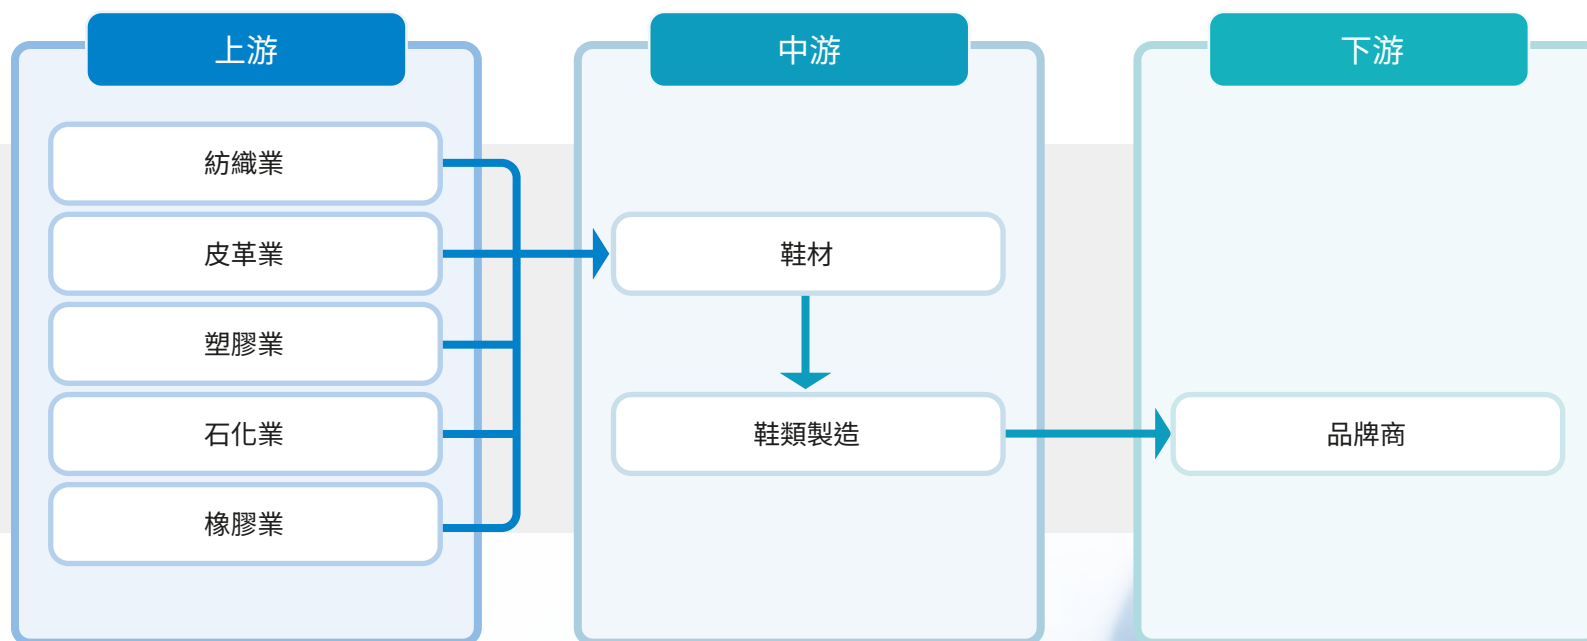 上游
紡織業
皮革業
塑膠業
石化業
橡膠業
中游
鞋材
鞋類製造
下游
品牌商